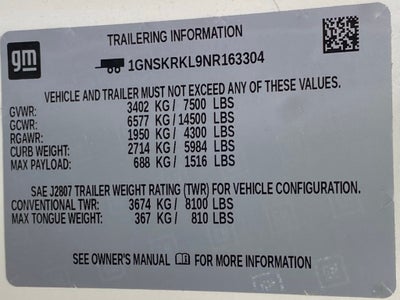 TRAILERING INFORMATION
gm
1GNSKRKL9NR163304
VEHICLE AND TRAILER MUST NOT EXCEED ANY OF THESE VALUES.
GVWR: 3402 KG / 7500 LBS
GCWR: 6577 KG / 14500 LBS
RGAWR: 1950 KG / 4300 LBS
CURB WEIGHT: 2714 KG / 5984 LBS
MAX PAYLOAD: 688 KG / 1516 LBS
SAE J2807 TRAILER WEIGHT RATING (TWR) FOR VEHICLE CONFIGURATION.
CONVENTIONAL TWR: 3674 KG / 8100 LBS
MAX TONGUE WEIGHT: 367 KG / 810 LBS
SEE OWNER'S MANUAL FOR MORE INFORMATION